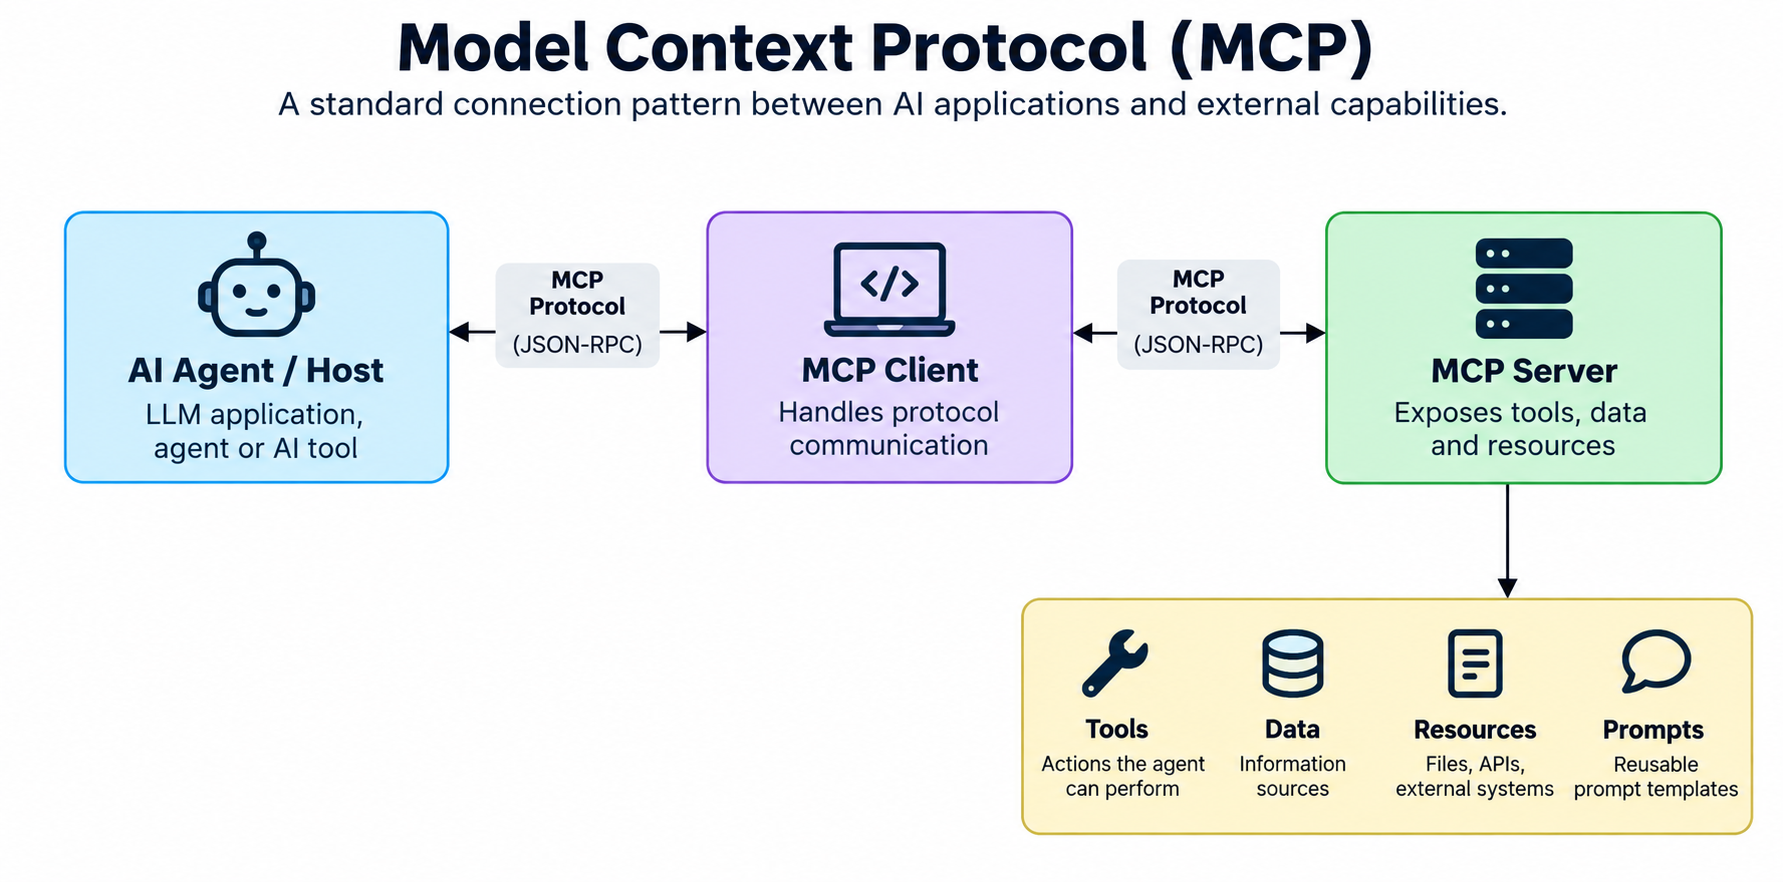 Model Context Protocol (MCP)
A standard connection pattern between AI applications and external capabilities.
AI Agent / Host
LLM application,
agent or AI tool
MCP
Protocol
(JSON-RPC)
</>
MCP Client
Handles protocol
communication
MCP
Protocol
(JSON-RPC)
MCP Server
Exposes tools, data
and resources
Tools
Actions the agent
can perform
Data
Information
sources
Resources
Files, APIs,
external systems
Prompts
Reusable
prompt templates